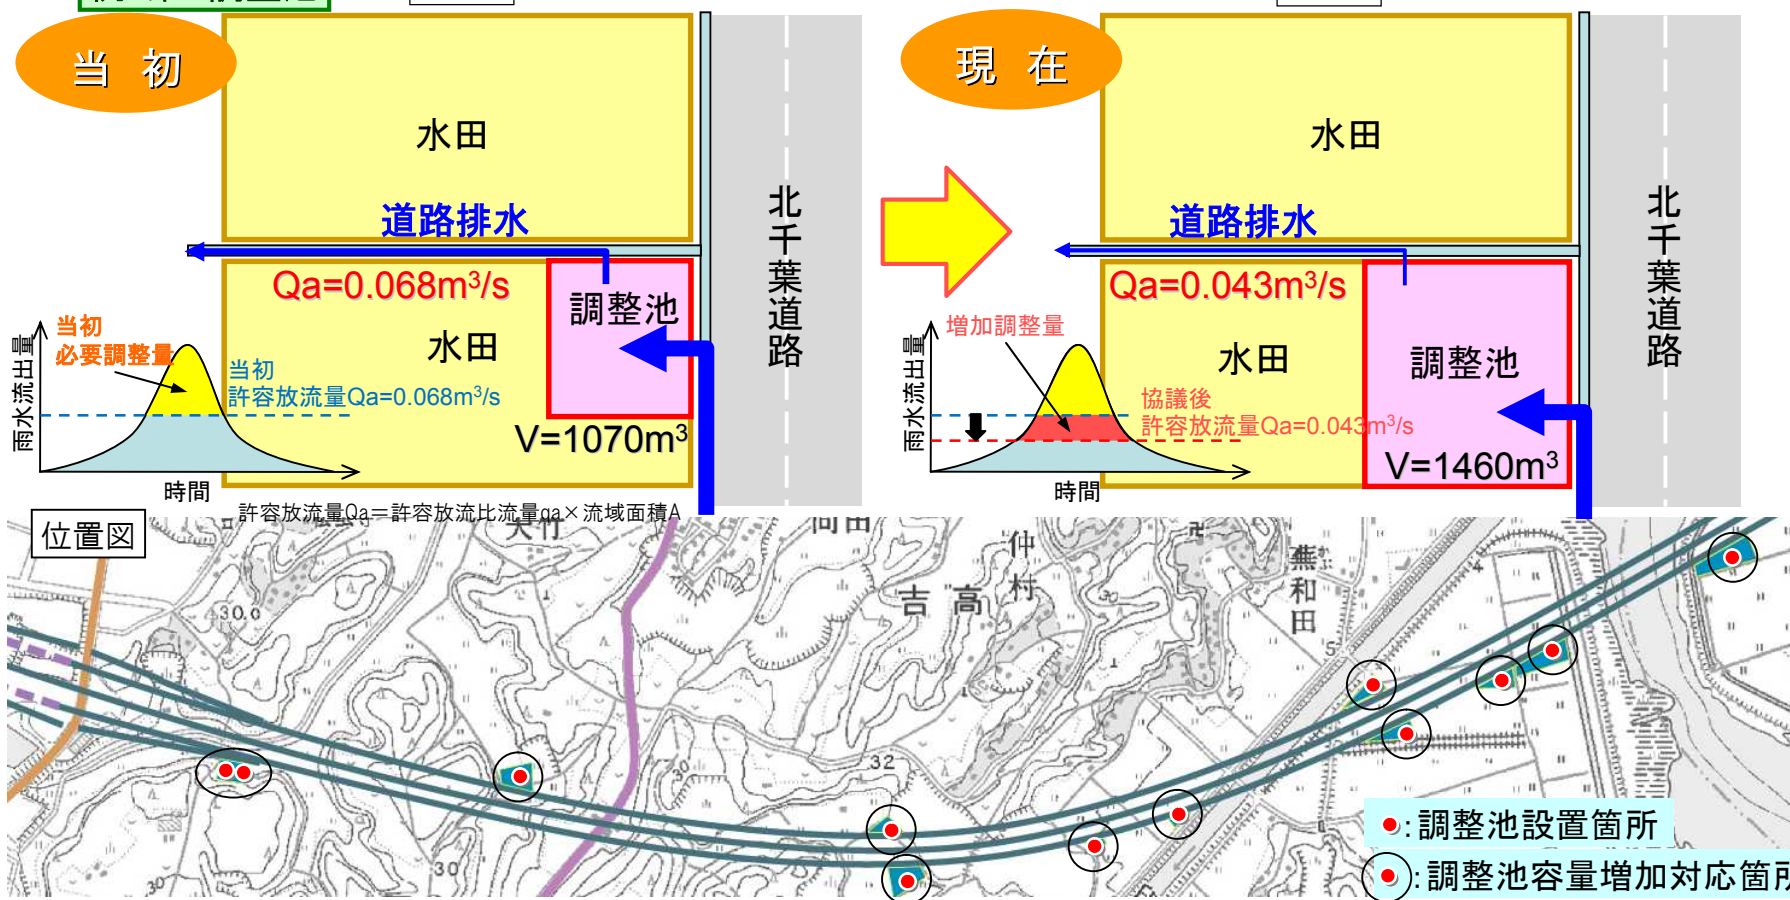 当 初
水田
道路排水
Qa=0.068m³/s
調整池
水田
V=1070m³
北千葉道路
雨水流出量
当初
必要調整量
当初
許容放流量Qa=0.068m³/s
時間
許容放流量Qa=許容放流比流量qa×流域面積A
現 在
水田
道路排水
Qa=0.043m³/s
調整池
水田
V=1460m³
北千葉道路
雨水流出量
増加調整量
協議後
許容放流量Qa=0.043m³/s
時間
位置図
大竹
仲村
吉高
30.0
30
32
30
30
5
●:調整池設置箇所
●:調整池容量増加対応箇所